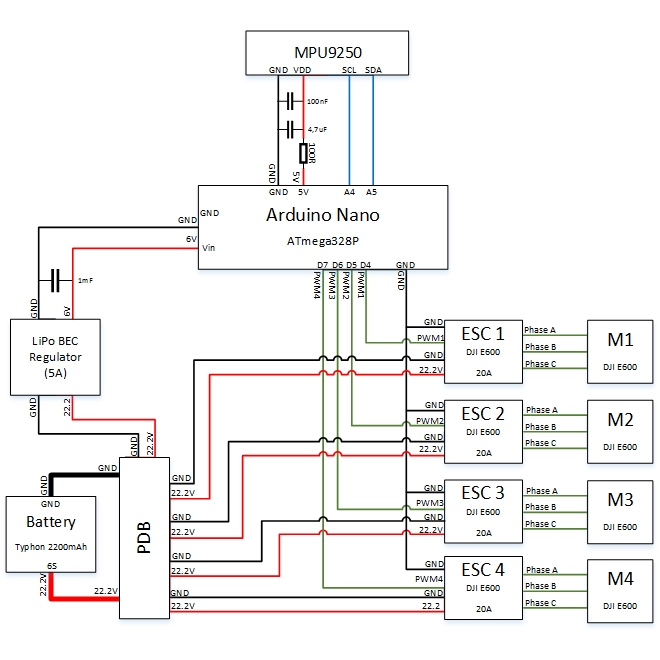 MPU9250
GND VDD SCL SDA
100nF
4,7uF
100R
GND 5V
GND 5V A4 A5
Arduino Nano
ATmega328P
GND GND
6V Vin
D7 D6 D5 D4 GND
PWM4 PWM3 PWM2 PWM1 GND
1mF
GND 6V
LiPo BEC
Regulator
(5A)
GND 22.2
GND 22.2V
GND
GND
Battery
Typhon 2200mAh
6S
22.2V
22.2V
PDB
GND
22.2V
GND
22.2V
GND
22.2V
GND
22.2V
GND
PWM1
GND
22.2V
ESC 1
DJI E600
20A
Phase A
Phase B
Phase C
M1
DJI E600
GND
PWM2
GND
22.2V
ESC 2
DJI E600
20A
Phase A
Phase B
Phase C
M2
DJI E600
GND
PWM3
GND
22.2V
ESC 3
DJI E600
20A
Phase A
Phase B
Phase C
M3
DJI E600
GND
PWM4
GND
22.2
ESC 4
DJI E600
20A
Phase A
Phase B
Phase C
M4
DJI E600